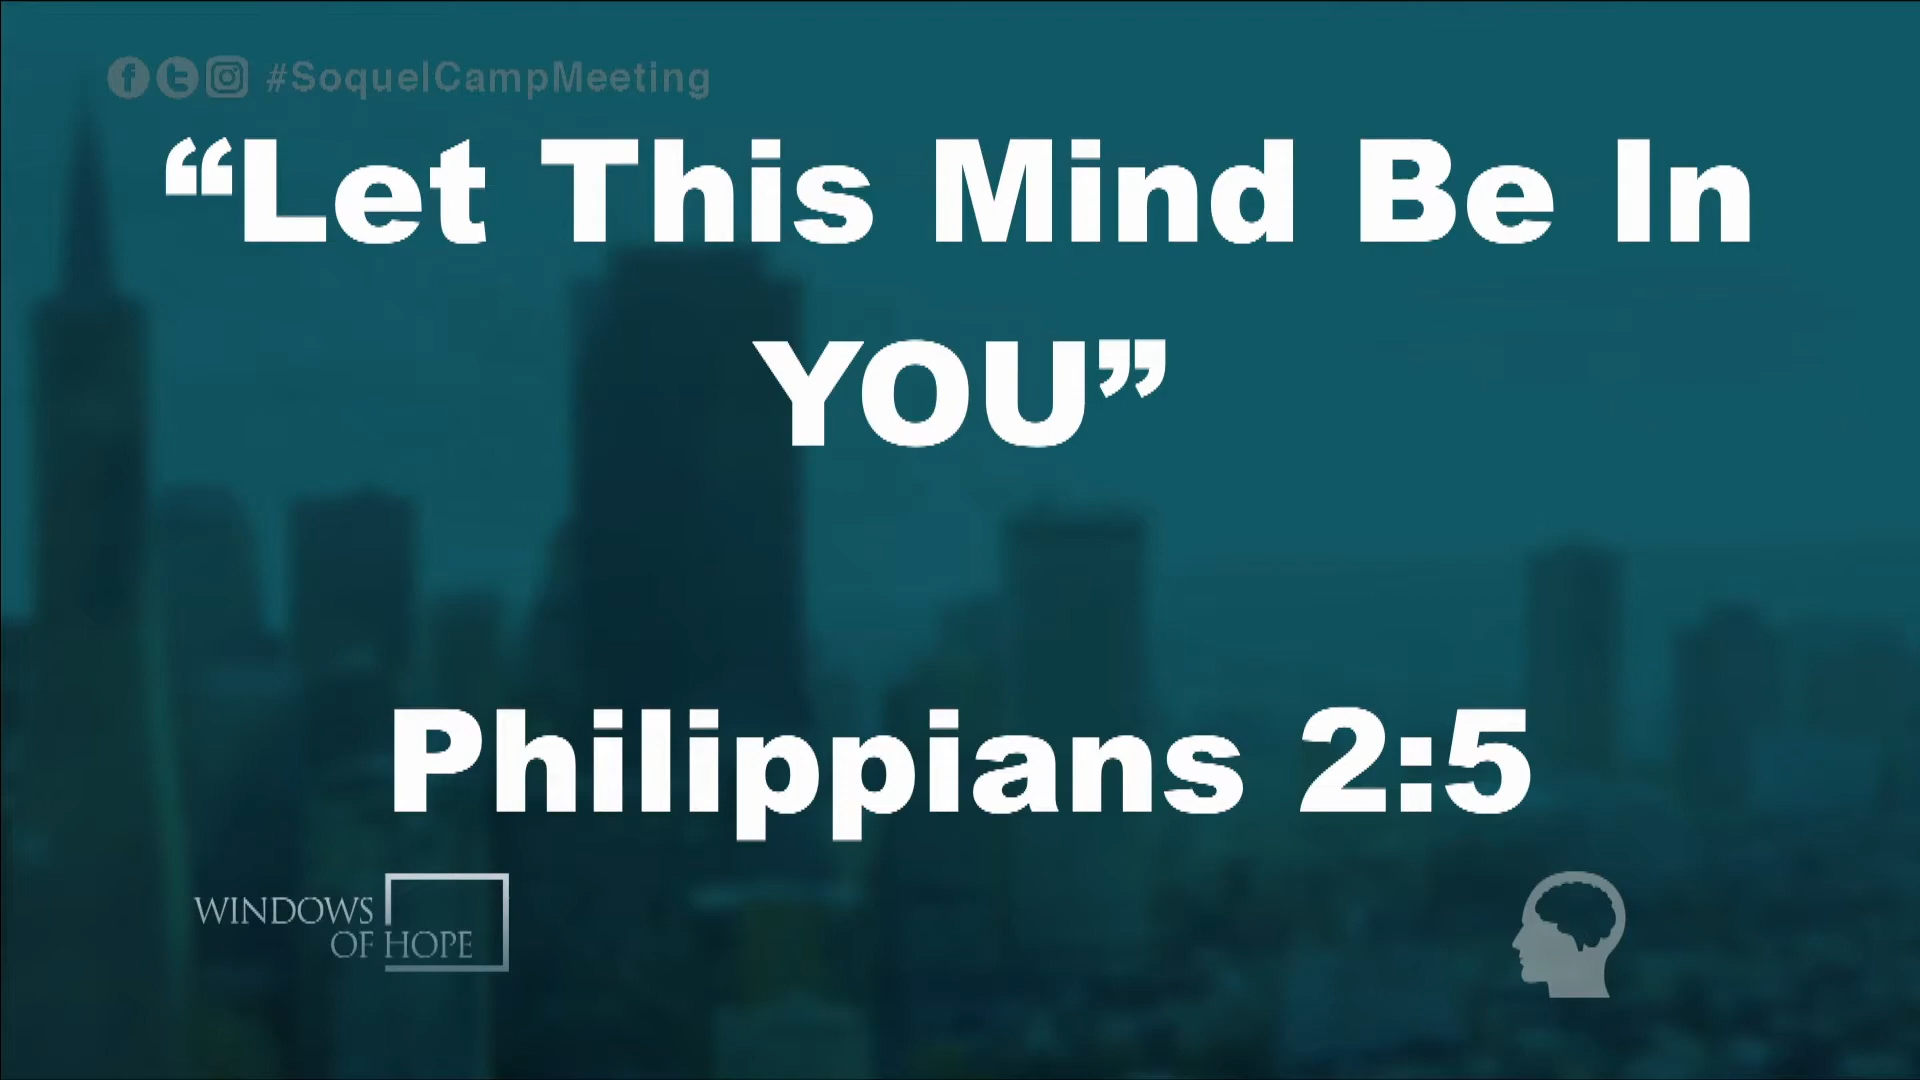 #SoquelCampMeeting
“Let This Mind Be In
YOU”
Philippians 2:5
WINDOWS
OF HOPE